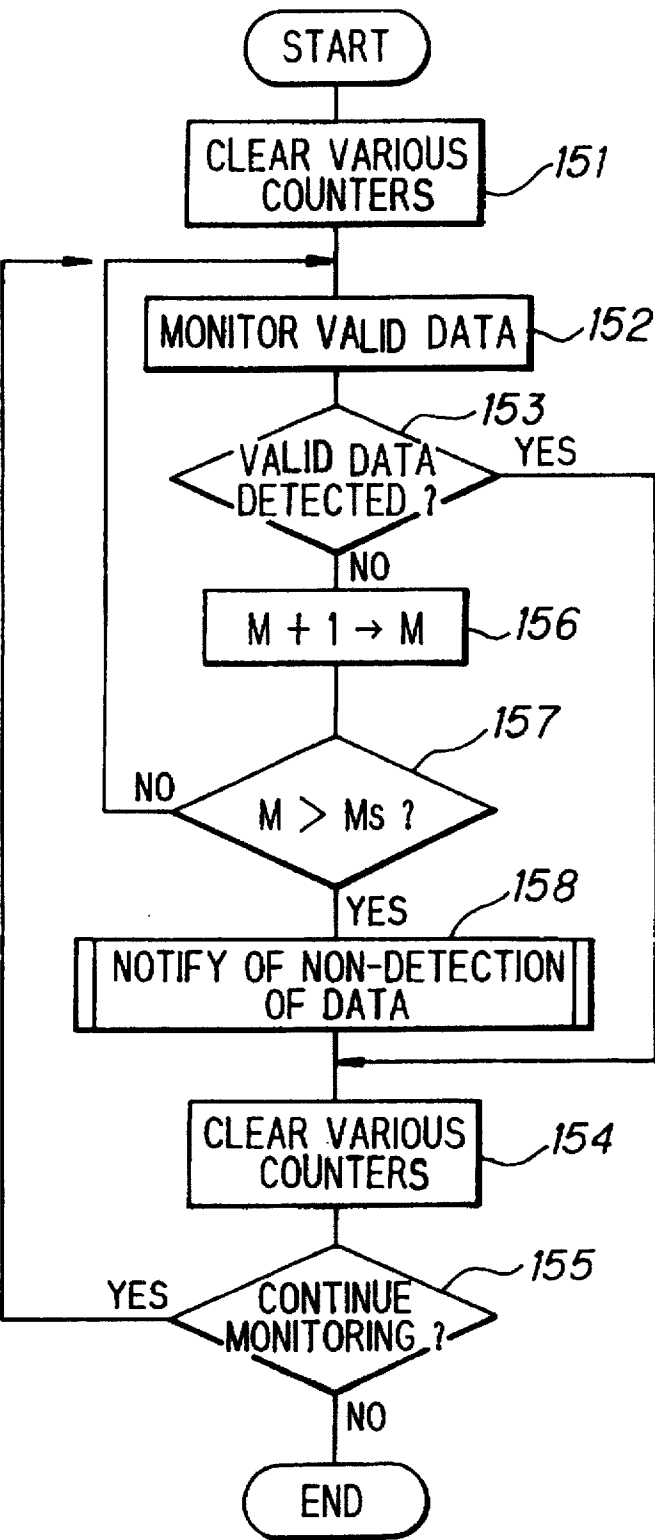 START
CLEAR VARIOUS
COUNTERS
151
MONITOR VALID DATA
152
153
VALID DATA
DETECTED ?
YES
NO
M + 1 → M
156
157
NO
M > Ms ?
YES
158
NOTIFY OF NON-DETECTION
OF DATA
CLEAR VARIOUS
COUNTERS
154
155
YES
CONTINUE
MONITORING ?
NO
END